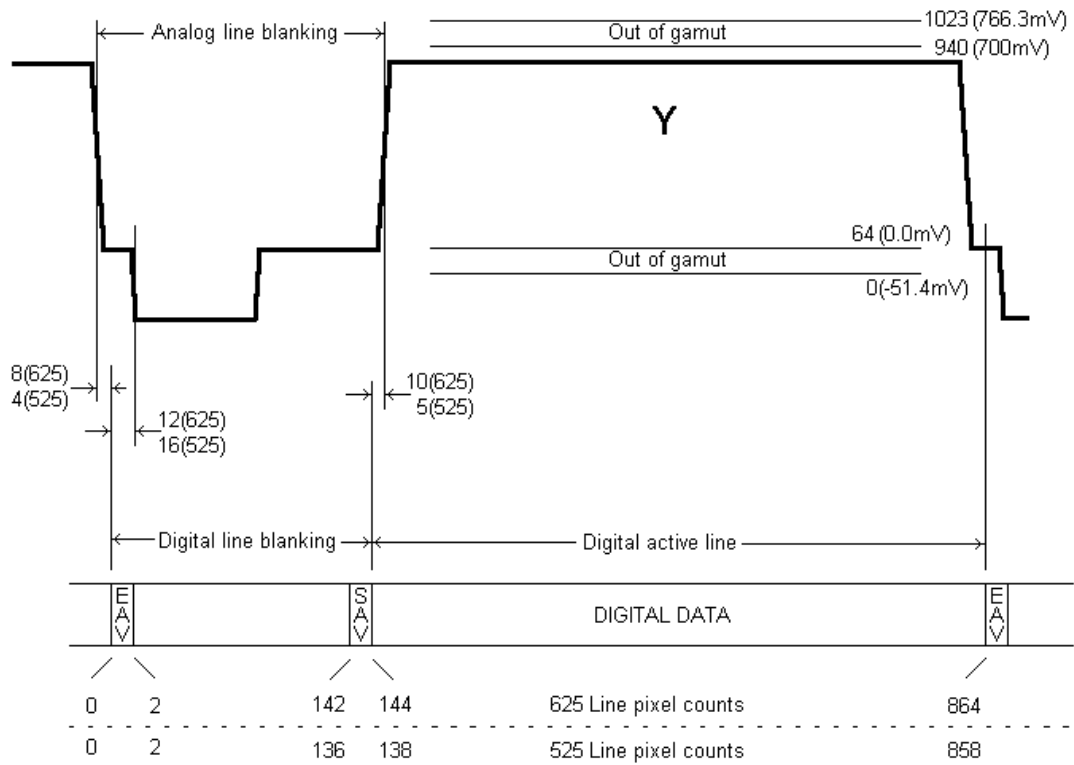 Analog line blanking
Out of gamut
1023 (766.3mV)
940 (700mV)
Y
64 (0.0mV)
Out of gamut
0(-51.4mV)
8(625)
4(525)
10(625)
5(525)
12(625)
16(525)
Digital line blanking
Digital active line
EAV
SAV
DIGITAL DATA
EAV
0 2 142 144 625 Line pixel counts 864
0 2 136 138 525 Line pixel counts 858